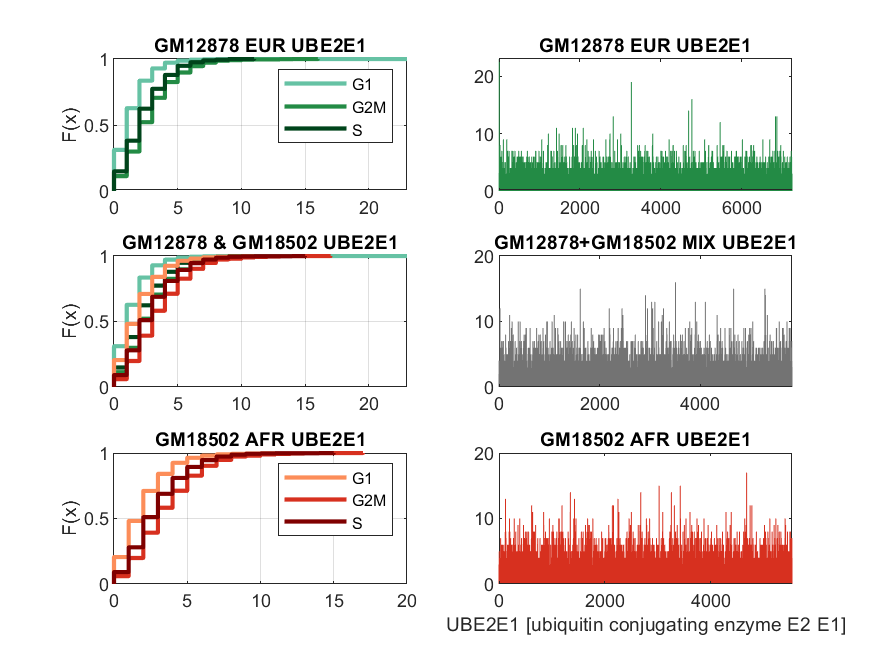 GM12878 EUR UBE2E1
F(x)
1
0.5
0
0 5 10 15 20
G1
G2M
S
GM12878 EUR UBE2E1
20
10
0
0 2000 4000 6000
GM12878 & GM18502 UBE2E1
F(x)
1
0.5
0
0 5 10 15 20
GM12878+GM18502 MIX UBE2E1
20
10
0
0 2000 4000
GM18502 AFR UBE2E1
F(x)
1
0.5
0
0 5 10 15 20
G1
G2M
S
GM18502 AFR UBE2E1
20
10
0
0 2000 4000
UBE2E1 [ubiquitin conjugating enzyme E2 E1]